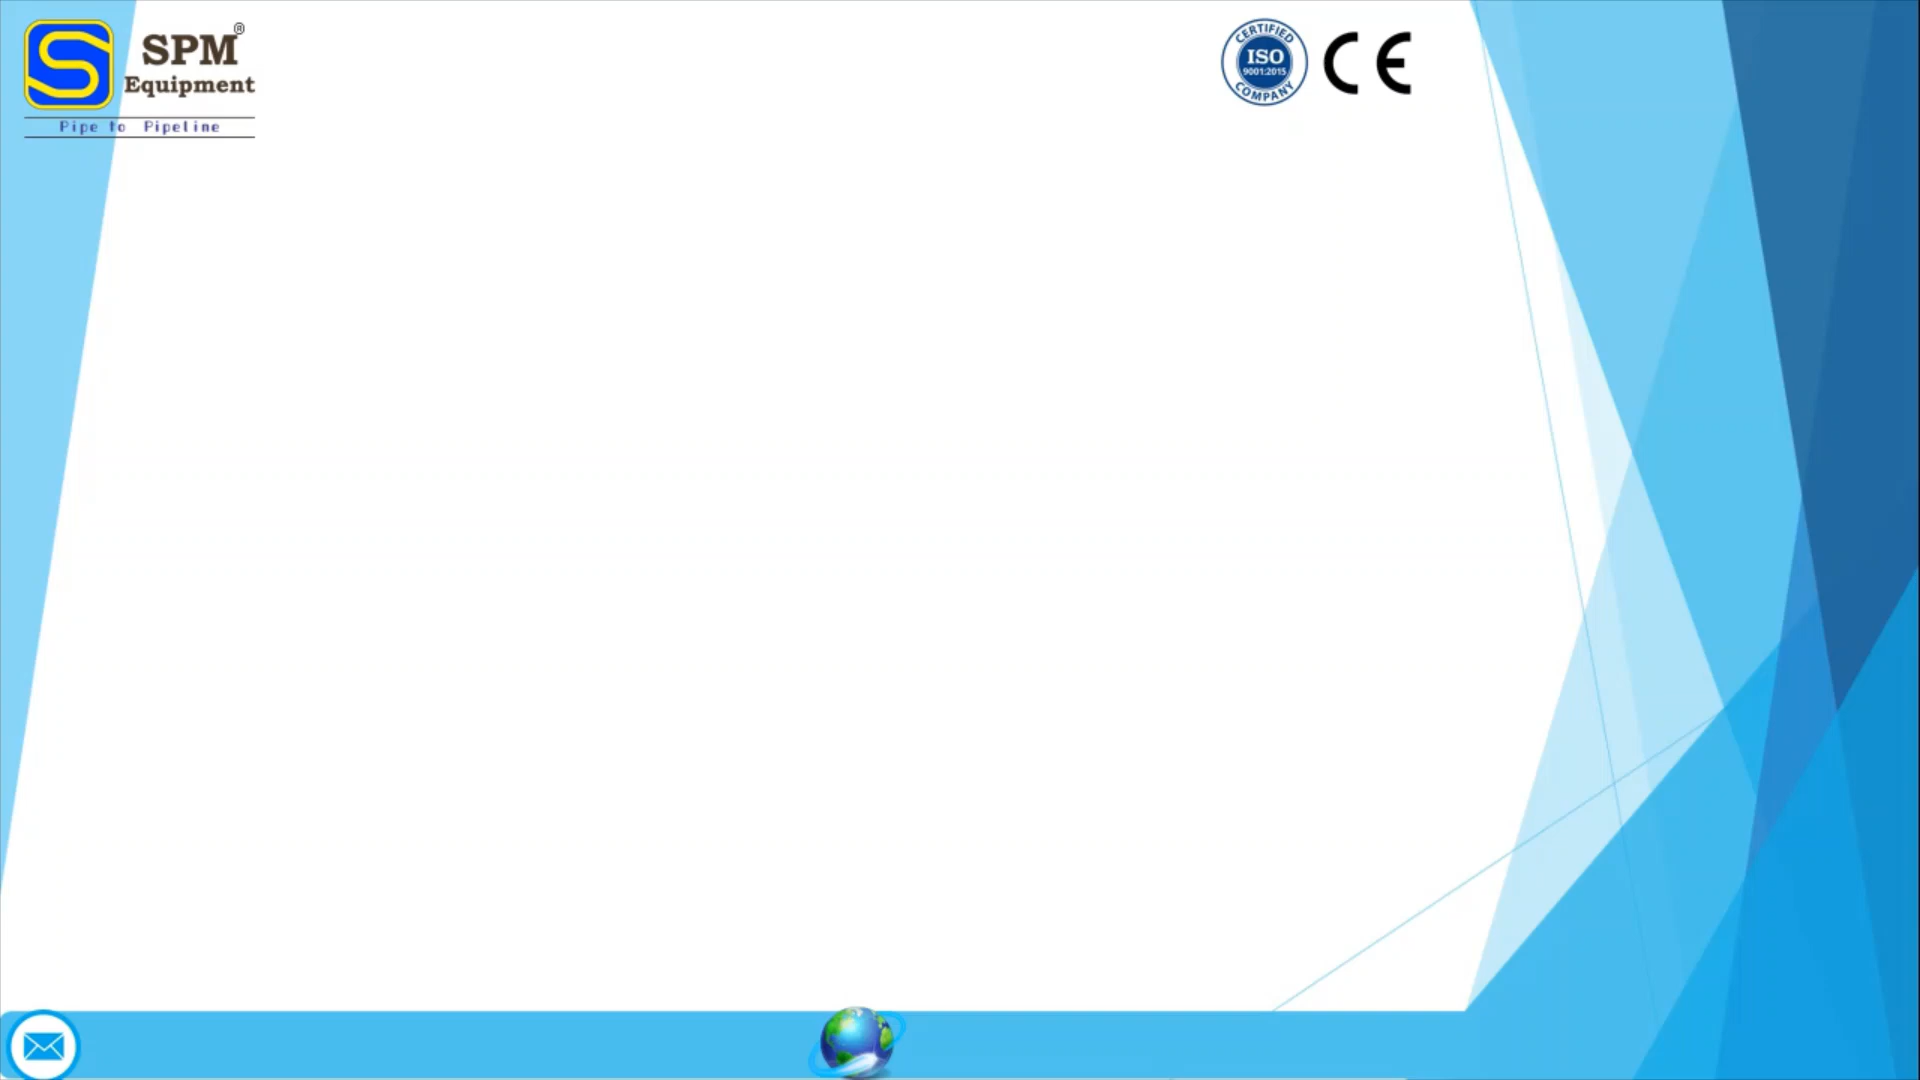 SPM®
Equipment
Pipe to Pipeline
CERTIFIED
ISO
9001:2015
COMPANY
CE